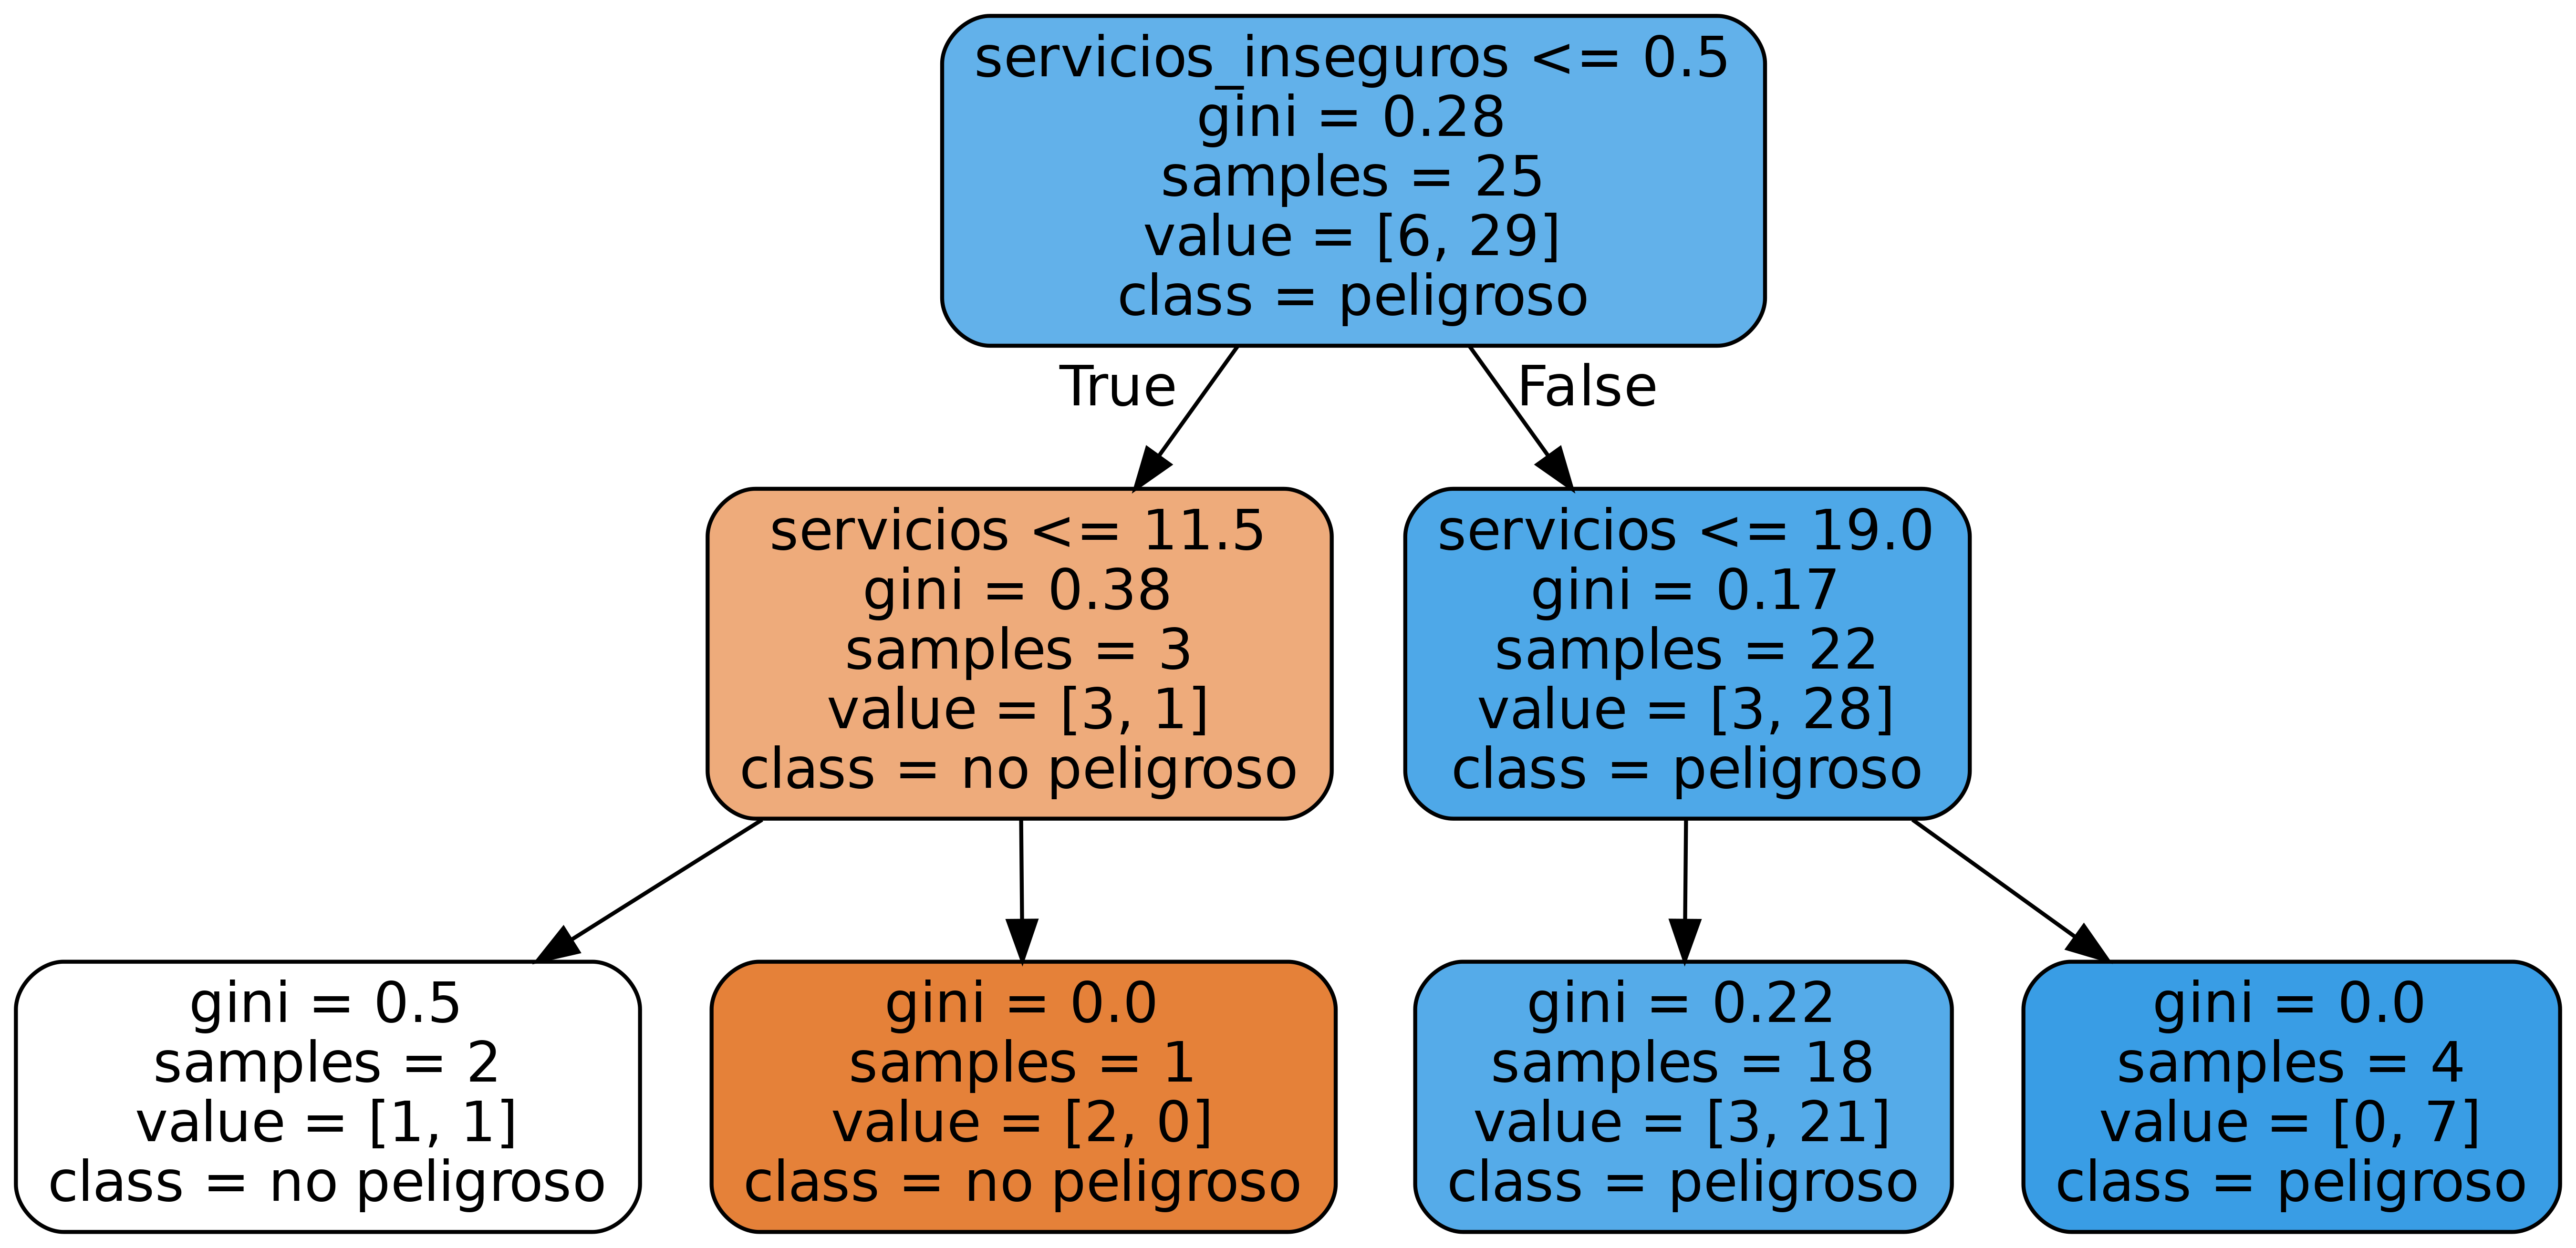 servicios_inseguros <= 0.5
gini = 0.28
samples = 25
value = [6, 29]
class = peligroso
True
False
servicios <= 11.5
gini = 0.38
samples = 3
value = [3, 1]
class = no peligroso
servicios <= 19.0
gini = 0.17
samples = 22
value = [3, 28]
class = peligroso
gini = 0.5
samples = 2
value = [1, 1]
class = no peligroso
gini = 0.0
samples = 1
value = [2, 0]
class = no peligroso
gini = 0.22
samples = 18
value = [3, 21]
class = peligroso
gini = 0.0
samples = 4
value = [0, 7]
class = peligroso